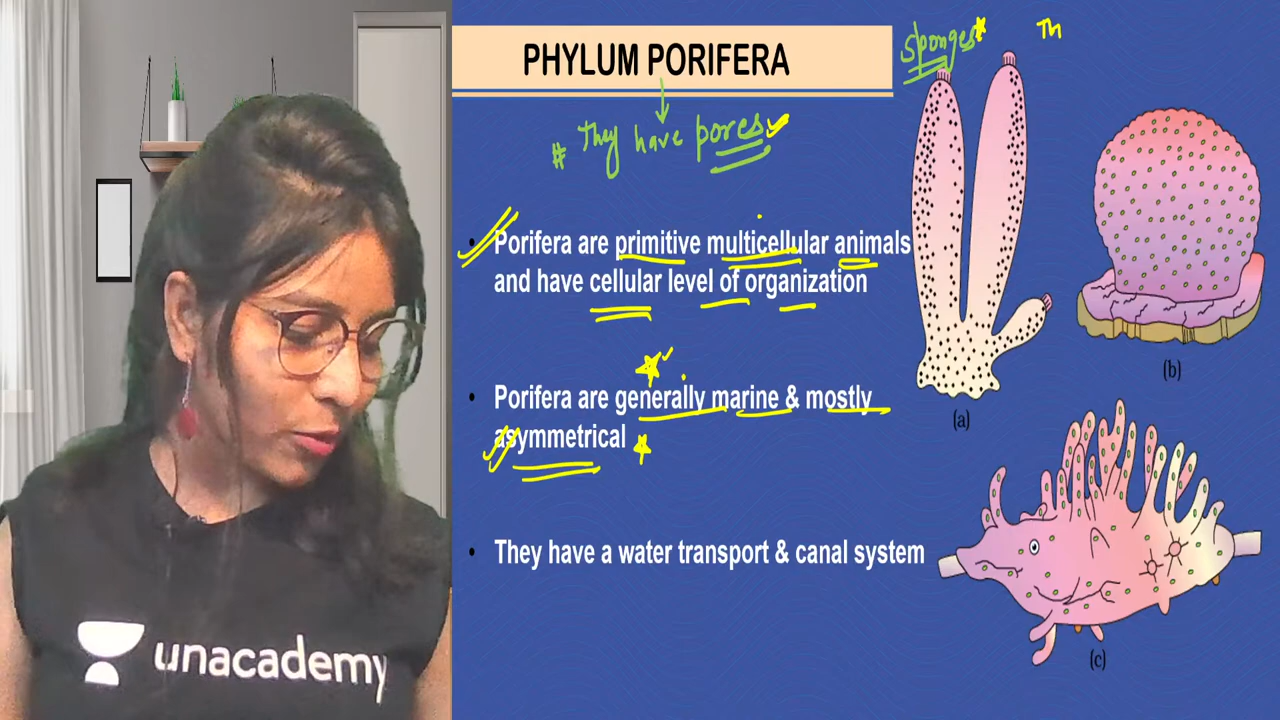 PHYLUM PORIFERA
sponges
Th
# They have pores
• Porifera are primitive multicellular animals
and have cellular level of organization
• Porifera are generally marine & mostly
asymmetrical
• They have a water transport & canal system
(a)
(b)
(c)
unacademy